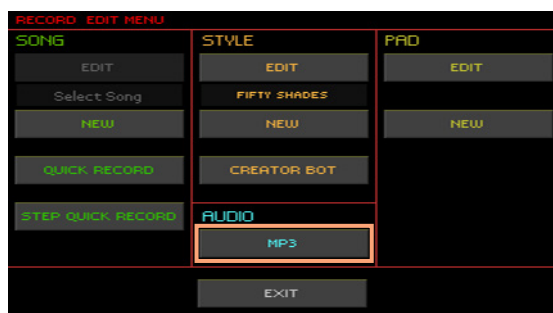 RECORD EDIT MENU
SONG
EDIT
Select Song
NEW
QUICK RECORD
STEP QUICK RECORD
STYLE
EDIT
FIFTY SHADES
NEW
CREATOR BOT
AUDIO
MP3
PAD
EDIT
NEW
EXIT